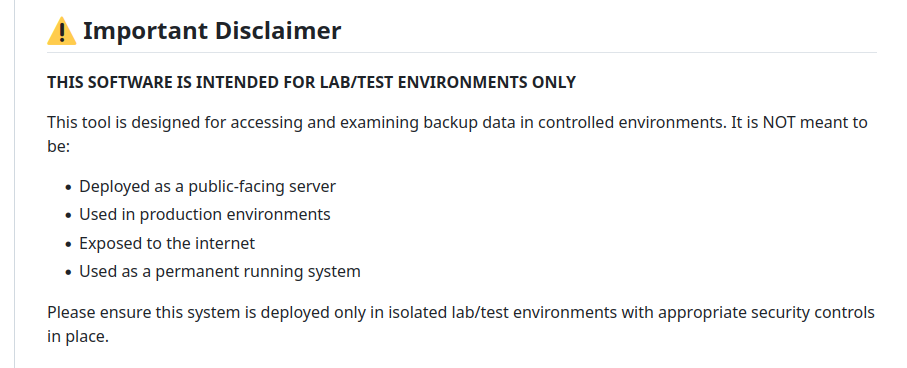 ⚠️ Important Disclaimer
THIS SOFTWARE IS INTENDED FOR LAB/TEST ENVIRONMENTS ONLY
This tool is designed for accessing and examining backup data in controlled environments. It is NOT meant to
be:
• Deployed as a public-facing server
• Used in production environments
• Exposed to the internet
• Used as a permanent running system
Please ensure this system is deployed only in isolated lab/test environments with appropriate security controls
in place.